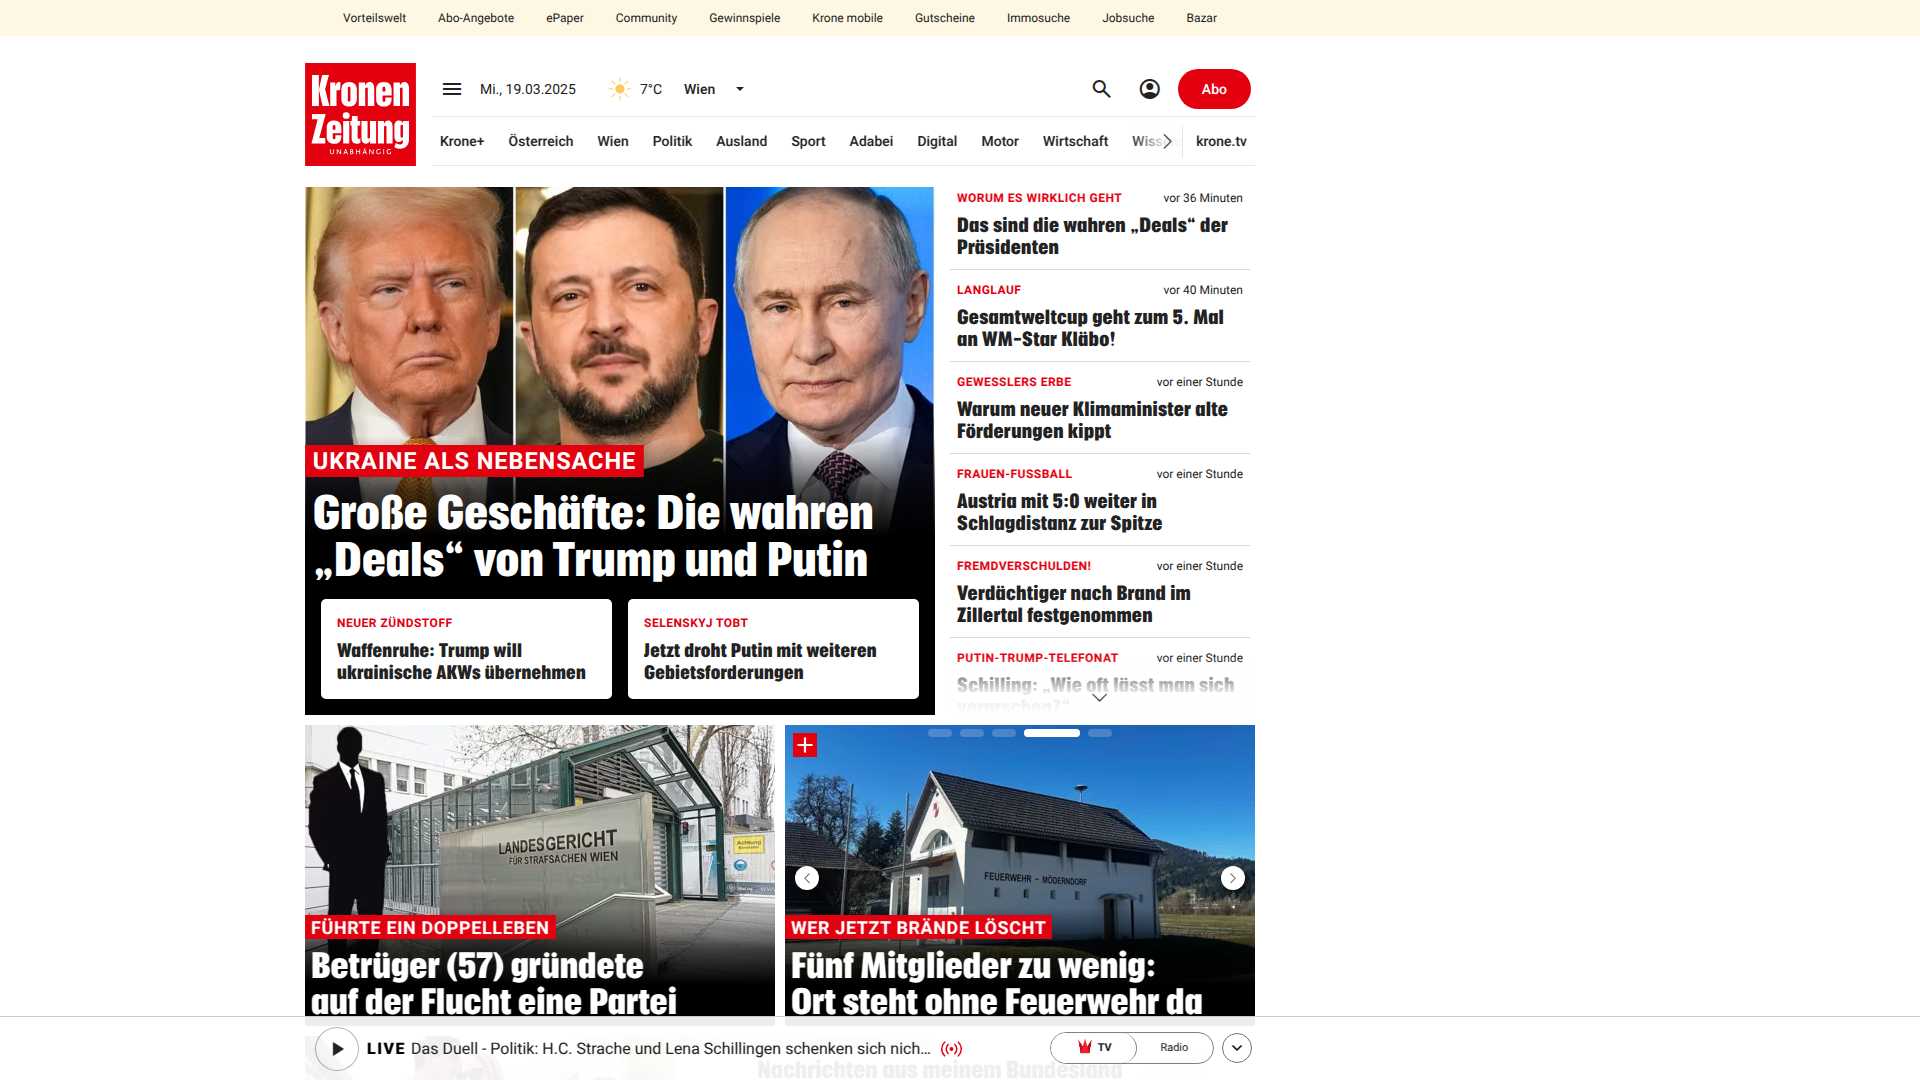 Vorteilswelt Abo-Angebote ePaper Community Gewinnspiele Krone mobile Gutscheine Immosuche Jobsuche Bazar
Kronen
Zeitung
UNABHÄNGIG
Mi., 19.03.2025 7°C Wien Abo
Krone+ Österreich Wien Politik Ausland Sport Adabei Digital Motor Wirtschaft Wiss krone.tv
UKRAINE ALS NEBENSACHE
Große Geschäfte: Die wahren
„Deals“ von Trump und Putin
NEUER ZÜNDSTOFF
Waffenruhe: Trump will
ukrainische AKWs übernehmen
SELENSKYJ TOBT
Jetzt droht Putin mit weiteren
Gebietsforderungen
WORUM ES WIRKLICH GEHT vor 36 Minuten
Das sind die wahren „Deals“ der
Präsidenten
LANGLAUF vor 40 Minuten
Gesamtweltcup geht zum 5. Mal
an WM-Star Kläbo!
GEWESSLERS ERBE vor einer Stunde
Warum neuer Klimaminister alte
Förderungen kippt
FRAUEN-FUSSBALL vor einer Stunde
Austria mit 5:0 weiter in
Schlagdistanz zur Spitze
FREMDVERSCHULDEN! vor einer Stunde
Verdächtiger nach Brand im
Zillertal festgenommen
PUTIN-TRUMP-TELEFONAT vor einer Stunde
Schilling: „Wie oft lässt man sich
LANDESGERICHT
FÜR STRAFSACHEN WIEN
Achtung
FÜHRTE EIN DOPPELLEBEN
Betrüger (57) gründete
auf der Flucht eine Partei
FEUERWEHR - MÖDERNDORF
WER JETZT BRÄNDE LÖSCHT
Fünf Mitglieder zu wenig:
Ort steht ohne Feuerwehr da
LIVE Das Duell - Politik: H.C. Strache und Lena Schillingen schenken sich nich... TV Radio
Nachrichten aus meinem Bundesland